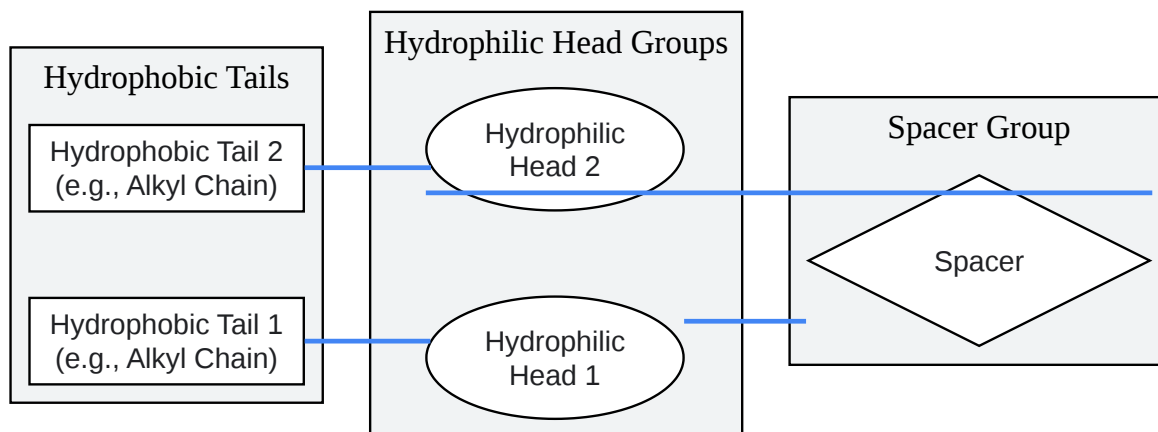 Hydrophobic Tails
Hydrophobic Tail 2
(e.g., Alkyl Chain)
Hydrophobic Tail 1
(e.g., Alkyl Chain)
Hydrophilic Head Groups
Hydrophilic
Head 2
Hydrophilic
Head 1
Spacer Group
Spacer